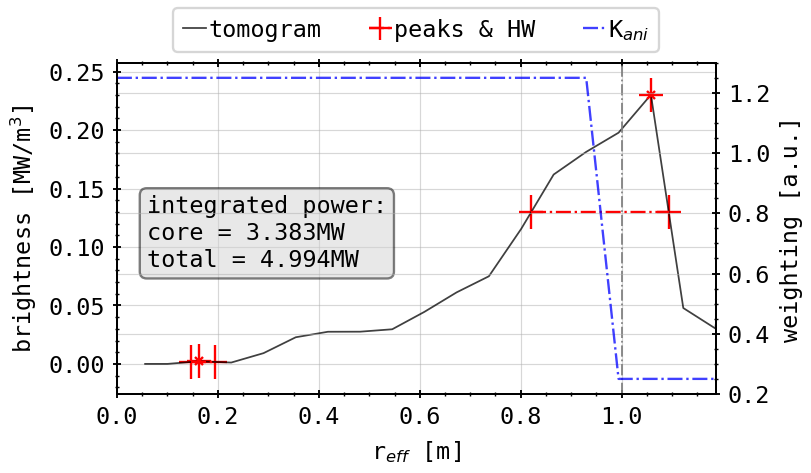 tomogram peaks & HW K_ani
brightness [MW/m³]
0.25
0.20
0.15
0.10
0.05
0.00
integrated power:
core = 3.383MW
total = 4.994MW
1.2
1.0
0.8
0.6
0.4
0.2
weighting [a.u.]
0.0 0.2 0.4 0.6 0.8 1.0
r_eff [m]